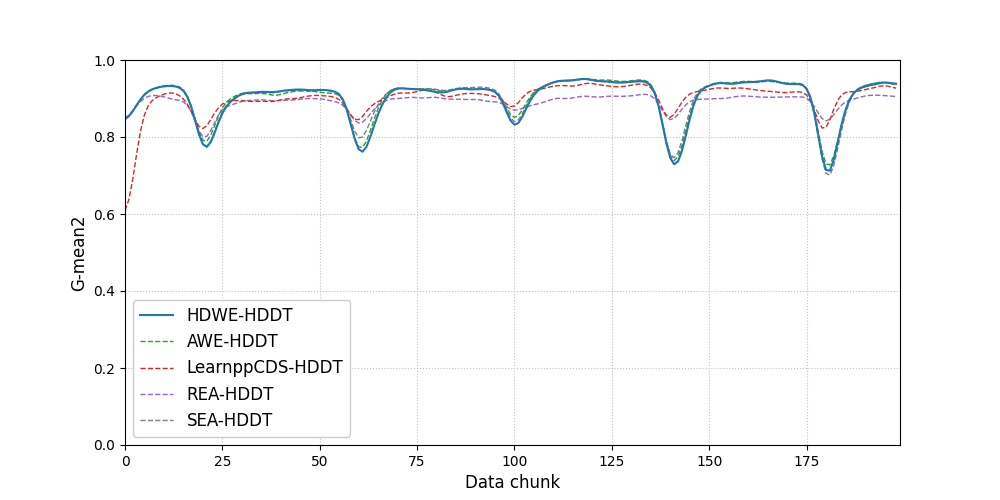 1.0
0.8
0.6
0.4
0.2
0.0
G-mean2
HDWE-HDDT
AWE-HDDT
LearnppCDS-HDDT
REA-HDDT
SEA-HDDT
0 25 50 75 100 125 150 175
Data chunk